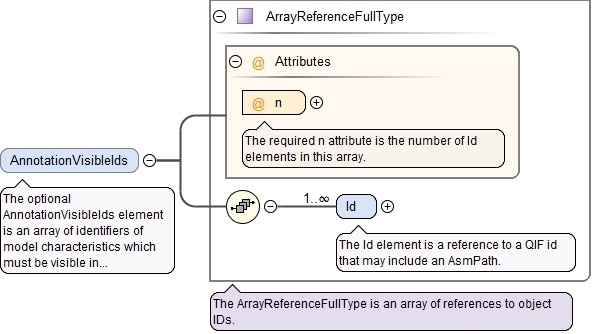 ArrayReferenceFullType
@ Attributes
@ n
The required n attribute is the number of Id
elements in this array.
AnnotationVisibleIds
The optional
AnnotationVisibleIds element
is an array of identifiers of
model characteristics which
must be visible in...
1..∞
Id
The Id element is a reference to a QIF id
that may include an AsmPath.
The ArrayReferenceFullType is an array of references to object
IDs.